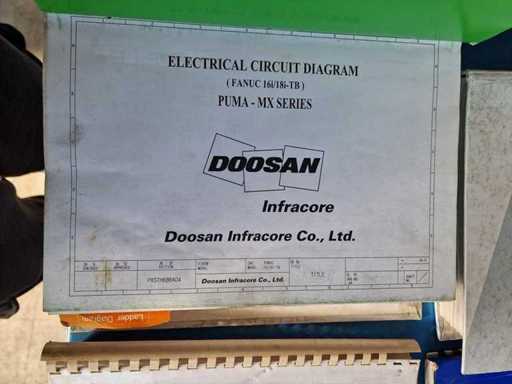 ELECTRICAL CIRCUIT DIAGRAM
( FANUC 16i/18i-TB )
PUMA - MX SERIES
DOOSAN
Infracore
Doosan Infracore Co., Ltd.
Doosan Infracore Co., Ltd.
TITLE
Ladder Diagram